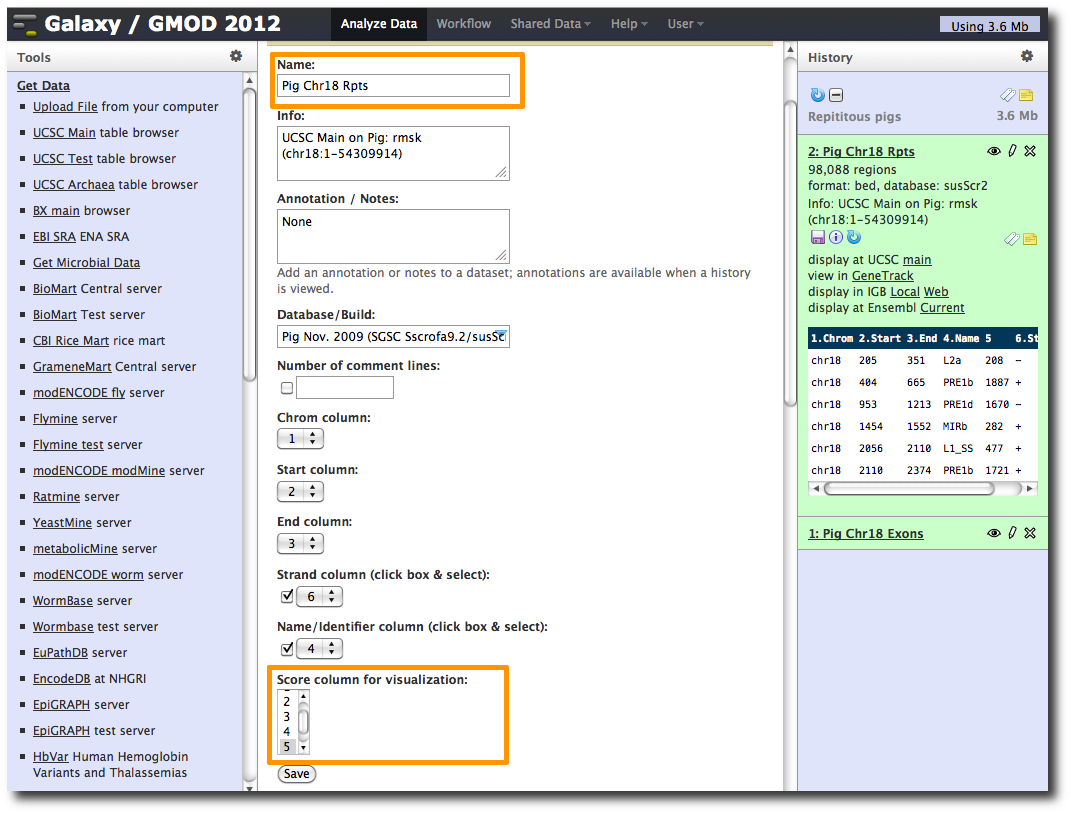 Galaxy / GMOD 2012
Analyze Data
Workflow
Shared Data
Help
User
Using 3.6 Mb
Tools
Get Data
Upload File from your computer
UCSC Main table browser
UCSC Test table browser
UCSC Archaea table browser
BX main browser
EBI SRA ENA SRA
Get Microbial Data
BioMart Central server
BioMart Test server
CBI Rice Mart rice mart
GrameneMart Central server
modENCODE fly server
Flymine server
Flymine test server
modENCODE modMine server
Ratmine server
YeastMine server
metabolicMine server
modENCODE worm server
WormBase server
Wormbase test server
EuPathDB server
EncodeDB at NHGRI
EpiGRAPH server
EpiGRAPH test server
HbVar Human Hemoglobin
Variants and Thalassemias
Name:
Pig Chr18 Rpts
Info:
UCSC Main on Pig: rmsk
(chr18:1-54309914)
Annotation / Notes:
None
Add an annotation or notes to a dataset; annotations are available when a history
is viewed.
Database/Build:
Pig Nov. 2009 (SGSC Sscrofa9.2/susSc
Number of comment lines:
Chrom column:
1
Start column:
2
End column:
3
Strand column (click box & select):
6
Name/Identifier column (click box & select):
4
Score column for visualization:
2
3
4
5
Save
History
Repititous pigs
3.6 Mb
2: Pig Chr18 Rpts
98,088 regions
format: bed, database: susScr2
Info: UCSC Main on Pig: rmsk
(chr18:1-54309914)
display at UCSC main
view in GeneTrack
display in IGB Local Web
display at Ensembl Current
1.Chrom 2.Start 3.End 4.Name 5 6.St
chr18 205 351 L2a 208 -
chr18 404 665 PRE1b 1887 +
chr18 953 1213 PRE1d 1670 -
chr18 1454 1552 MIRb 282 +
chr18 2056 2110 L1_SS 477 +
chr18 2110 2374 PRE1b 1721 +
1: Pig Chr18 Exons